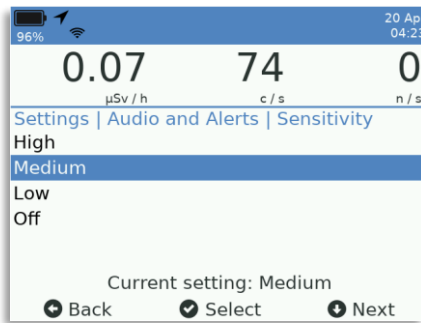 96%
20 Ap
04:23
0.07 74 0
µSv / h c / s n / s
Settings | Audio and Alerts | Sensitivity
High
Medium
Low
Off
Current setting: Medium
Back Select Next